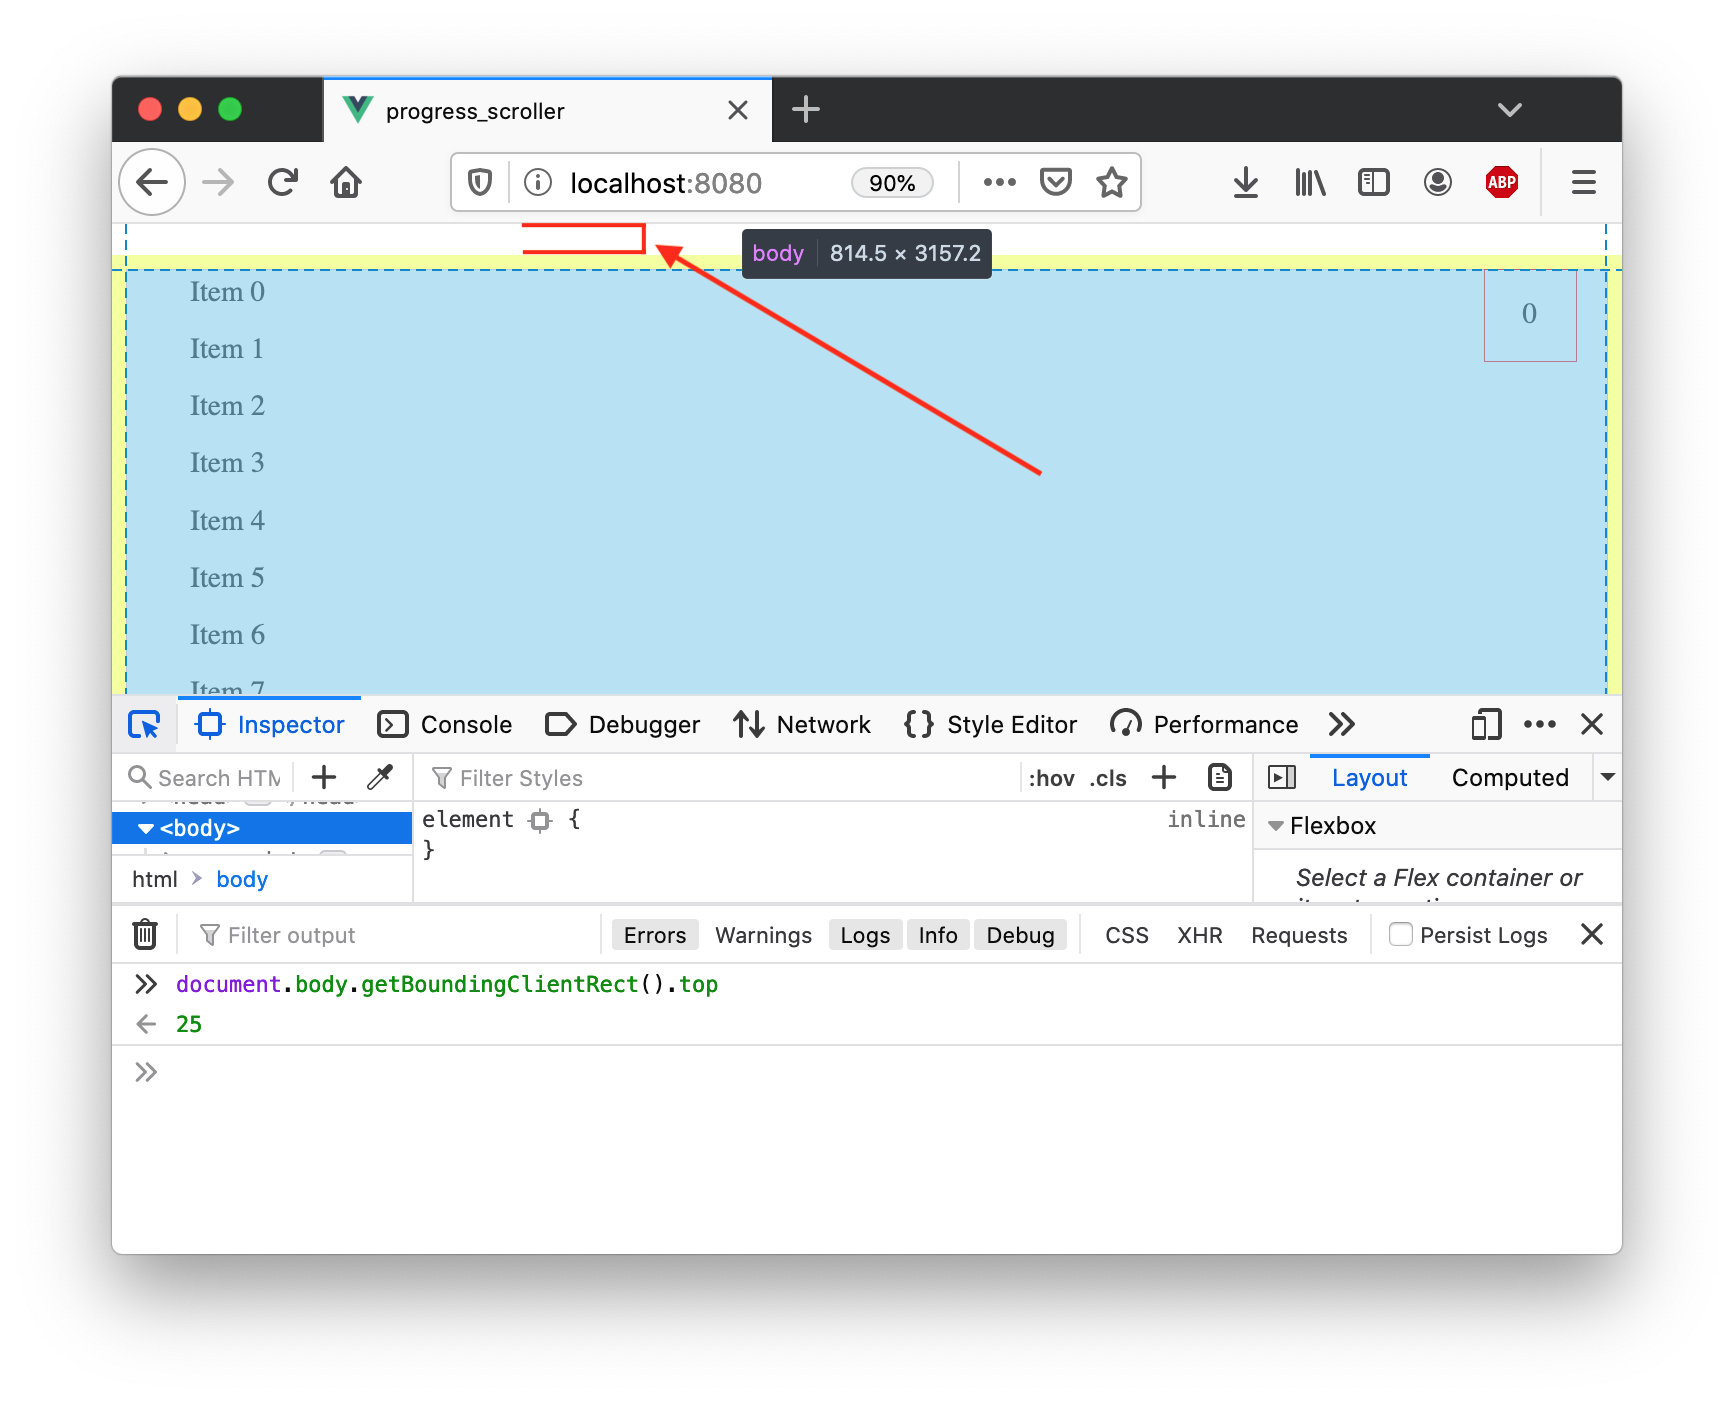 progress_scroller
localhost:8080 90%
ABP
body 814.5 × 3157.2
Item 0
0
Item 1
Item 2
Item 3
Item 4
Item 5
Item 6
Item 7
Inspector Console Debugger Network Style Editor Performance
Search HTM Filter Styles :hov .cls Layout Computed
<body>
element { inline
}
Flexbox
html body
Select a Flex container or
Filter output Errors Warnings Logs Info Debug CSS XHR Requests Persist Logs
document.body.getBoundingClientRect().top
25